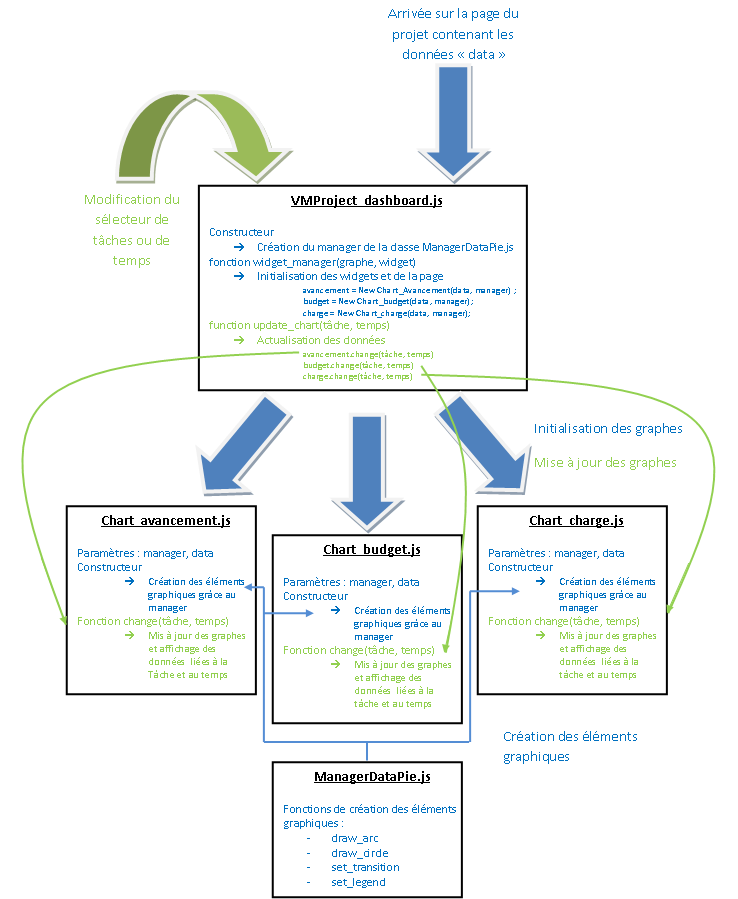 Arrivée sur la page du
projet contenant les
données « data »
Modification du
sélecteur de
tâches ou de
temps
VMProject_dashboard.js
Constructeur
→ Création du manager de la classe ManagerDataPie.js
fonction widget_manager(graphe, widget)
→ Initialisation des widgets et de la page
avancement = New Chart_Avancement(data, manager) ;
budget = New Chart_budget(data, manager);
charge = New Chart_charge(data, manager);
function update_chart(tâche, temps)
→ Actualisation des données
avancement.change(tâche, temps)
budget.change(tâche, temps)
charge.change(tâche, temps)
Initialisation des graphes
Mise à jour des graphes
Chart_avancement.js
Paramètres : manager, data
Constructeur
→ Création des éléments
graphiques grâce au
manager
Fonction change(tâche, temps)
→ Mis à jour des graphes
et affichage des
données liées à la
Tâche et au temps
Chart_budget.js
Paramètres : manager, data
Constructeur
→ Création des éléments
graphiques grâce au
manager
Fonction change(tâche, temps)
→ Mis à jour des graphes
et affichage des
données liées à la
tâche et au temps
Chart_charge.js
Paramètres : manager, data
Constructeur
→ Création des éléments
graphiques grâce au
manager
Fonction change(tâche, temps)
→ Mis à jour des graphes
et affichage des
données liées à la
tâche et au temps
Création des éléments
graphiques
ManagerDataPie.js
Fonctions de création des éléments
graphiques :
- draw_arc
- draw_circle
- set_transition
- set_legend